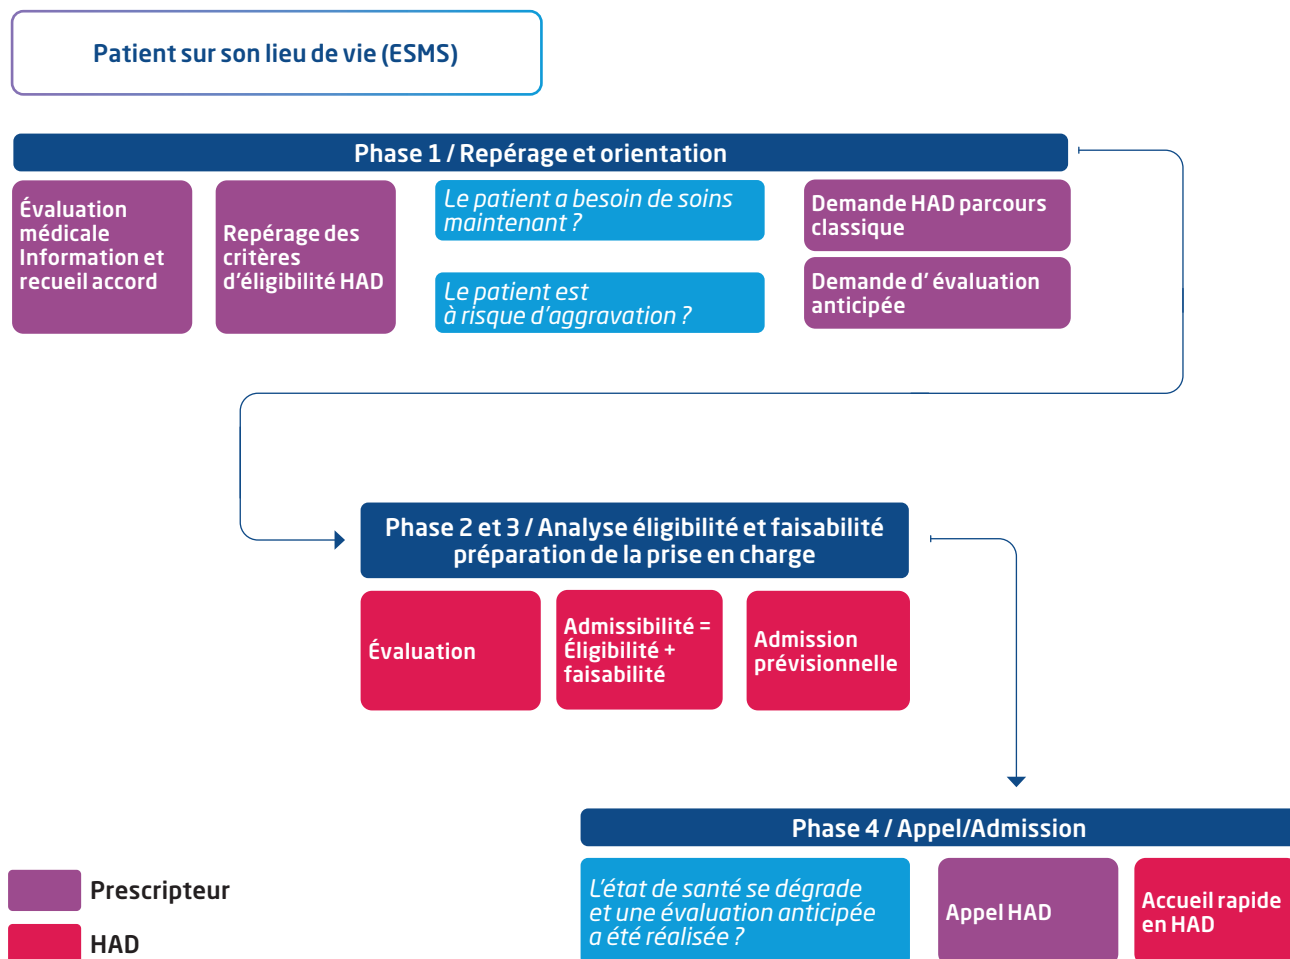 Patient sur son lieu de vie (ESMS)
Phase 1 / Repérage et orientation
Évaluation
médicale
Information et
recueil accord
Repérage des
critères
d'éligibilité HAD
Le patient a besoin de soins
maintenant ?
Le patient est
à risque d'aggravation ?
Demande HAD parcours
classique
Demande d' évaluation
anticipée
Phase 2 et 3 / Analyse éligibilité et faisabilité
préparation de la prise en charge
Évaluation
Admissibilité =
Éligibilité +
faisabilité
Admission
prévisionnelle
Phase 4 / Appel/Admission
L'état de santé se dégrade
et une évaluation anticipée
a été réalisée ?
Appel HAD
Accueil rapide
en HAD
Prescripteur
HAD